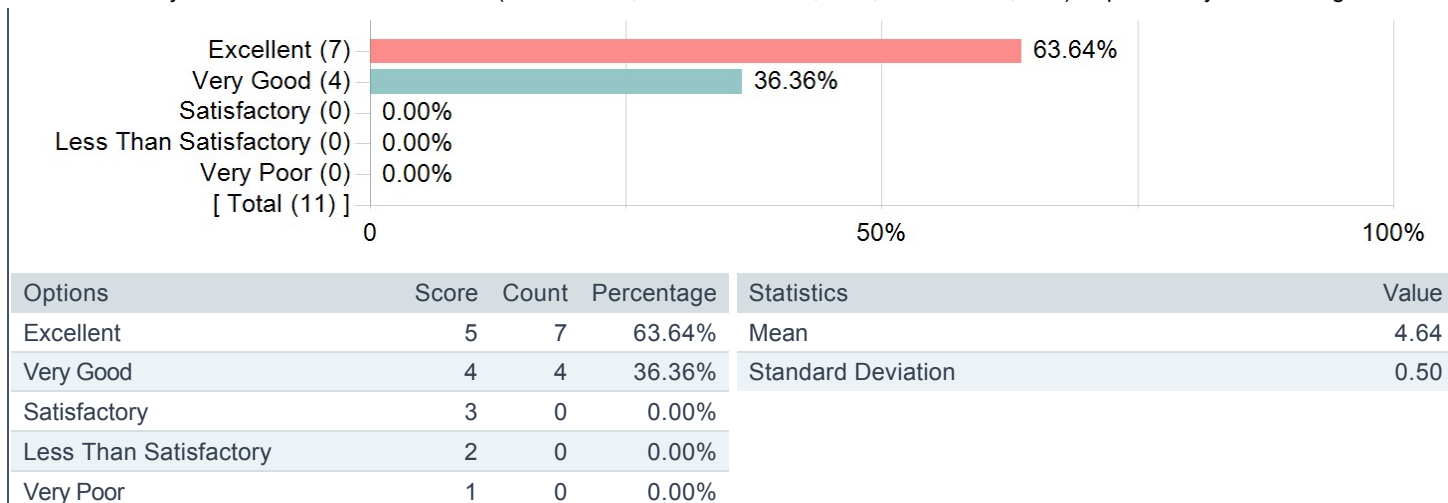 Excellent (7) 63.64%
Very Good (4) 36.36%
Satisfactory (0) 0.00%
Less Than Satisfactory (0) 0.00%
Very Poor (0) 0.00%
[ Total (11) ]
0 50% 100%
Options Score Count Percentage Statistics Value
Excellent 5 7 63.64% Mean 4.64
Very Good 4 4 36.36% Standard Deviation 0.50
Satisfactory 3 0 0.00%
Less Than Satisfactory 2 0 0.00%
Very Poor 1 0 0.00%